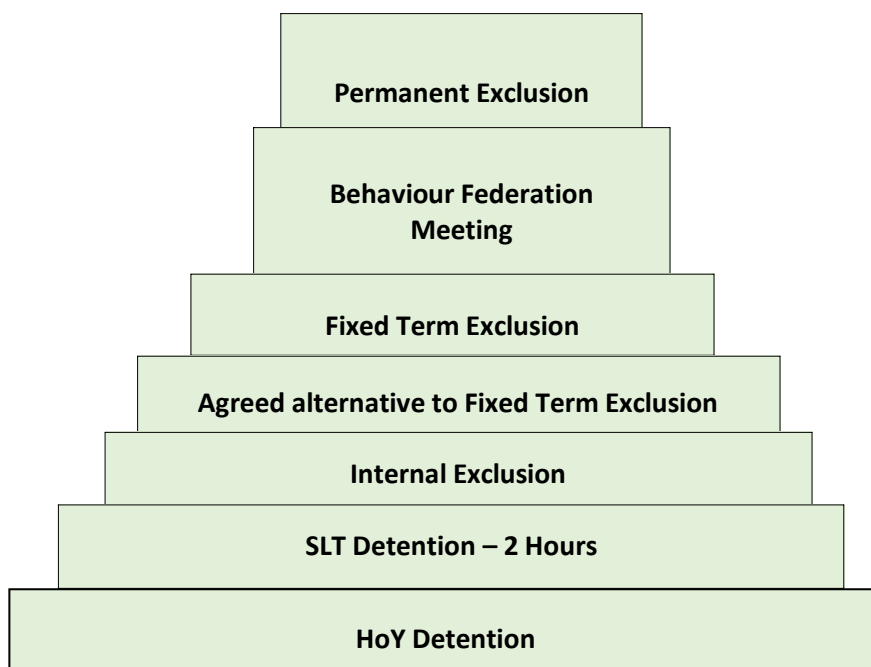 Permanent Exclusion
Behaviour Federation
Meeting
Fixed Term Exclusion
Agreed alternative to Fixed Term Exclusion
Internal Exclusion
SLT Detention – 2 Hours
HoY Detention